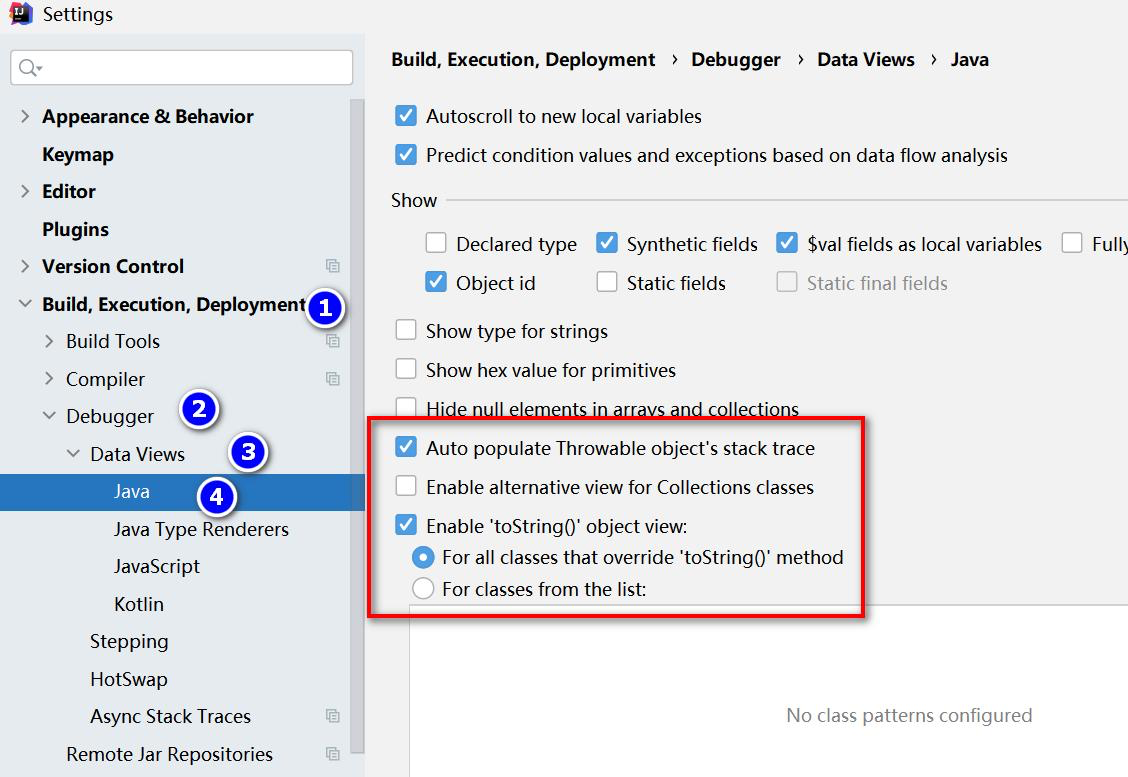 Settings
Appearance & Behavior
Keymap
Editor
Plugins
Version Control
Build, Execution, Deployment 1
Build Tools
Compiler
Debugger 2
Data Views 3
Java 4
Java Type Renderers
JavaScript
Kotlin
Stepping
HotSwap
Async Stack Traces
Remote Jar Repositories
Build, Execution, Deployment › Debugger › Data Views › Java
Autoscroll to new local variables
Predict condition values and exceptions based on data flow analysis
Show
Declared type Synthetic fields $val fields as local variables Fully
Object id Static fields Static final fields
Show type for strings
Show hex value for primitives
Hide null elements in arrays and collections
Auto populate Throwable object's stack trace
Enable alternative view for Collections classes
Enable 'toString()' object view:
For all classes that override 'toString()' method
For classes from the list:
No class patterns configured